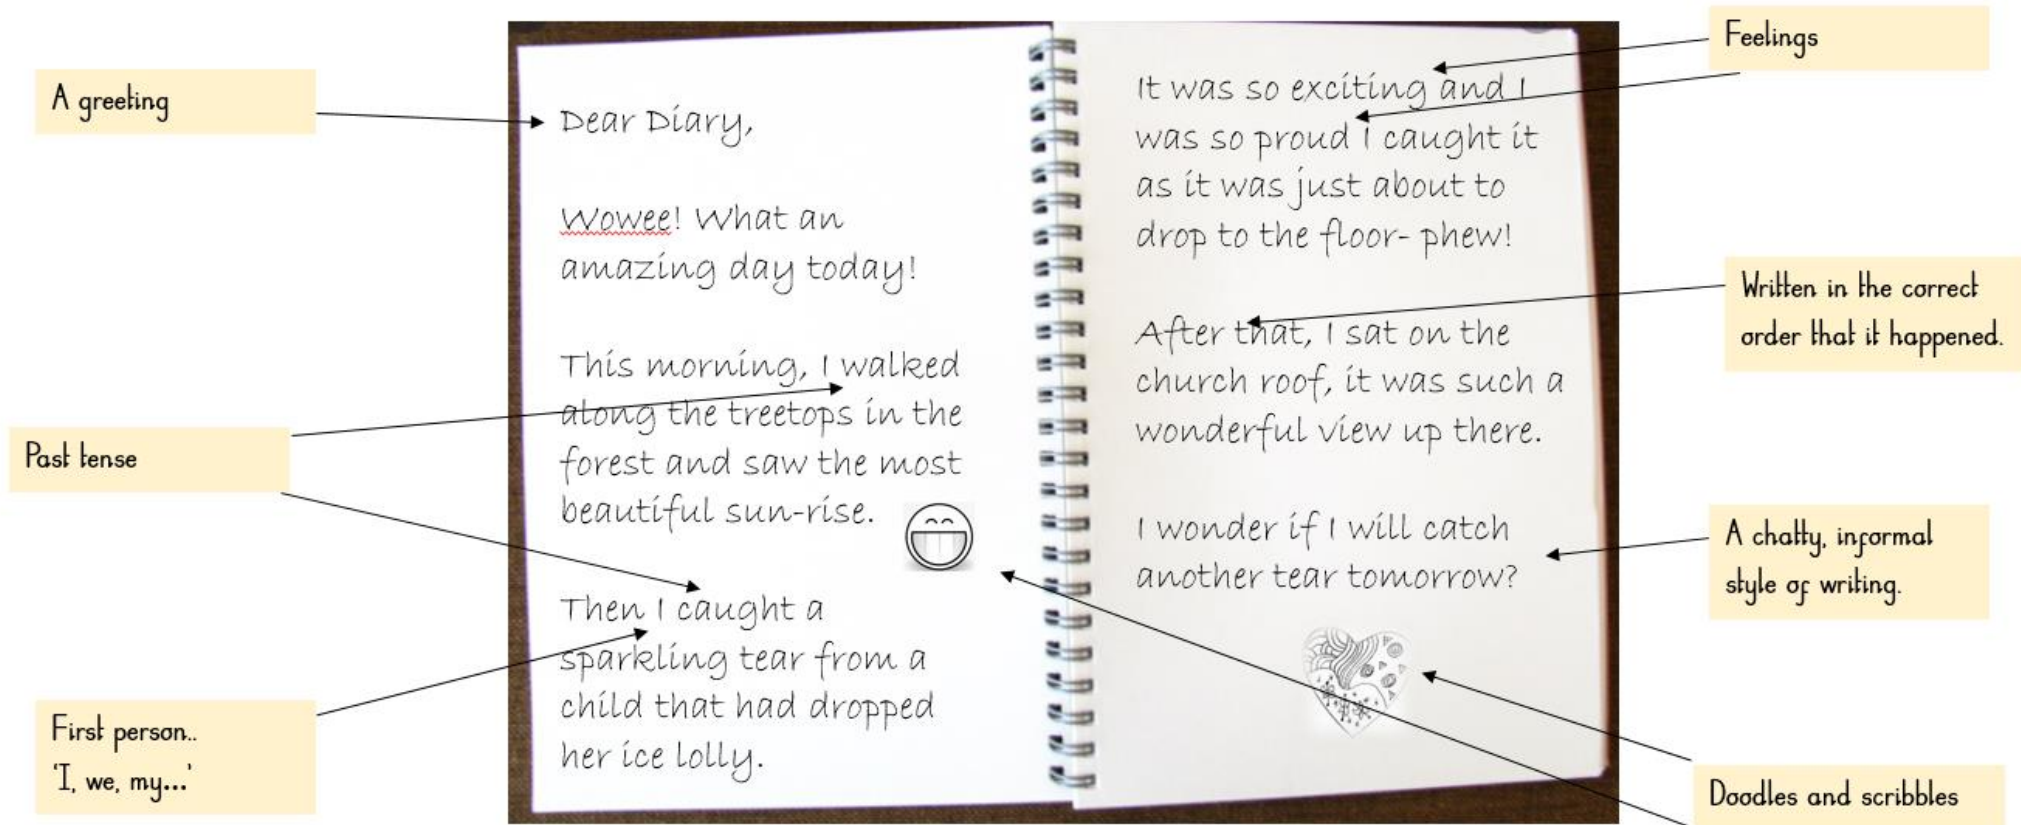 A greeting
Dear Diary,
Wowee! What an
amazing day today!
This morning, I walked
along the treetops in the
forest and saw the most
beautiful sun-rise.
Then I caught a
sparkling tear from a
child that had dropped
her ice lolly.
Past tense
First person..
'I, we, my...'
It was so exciting and I
was so proud I caught it
as it was just about to
drop to the floor- phew!
After that, I sat on the
church roof, it was such a
wonderful view up there.
I wonder if I will catch
another tear tomorrow?
Feelings
Written in the correct
order that it happened.
A chatty, informal
style of writing.
Doodles and scribbles